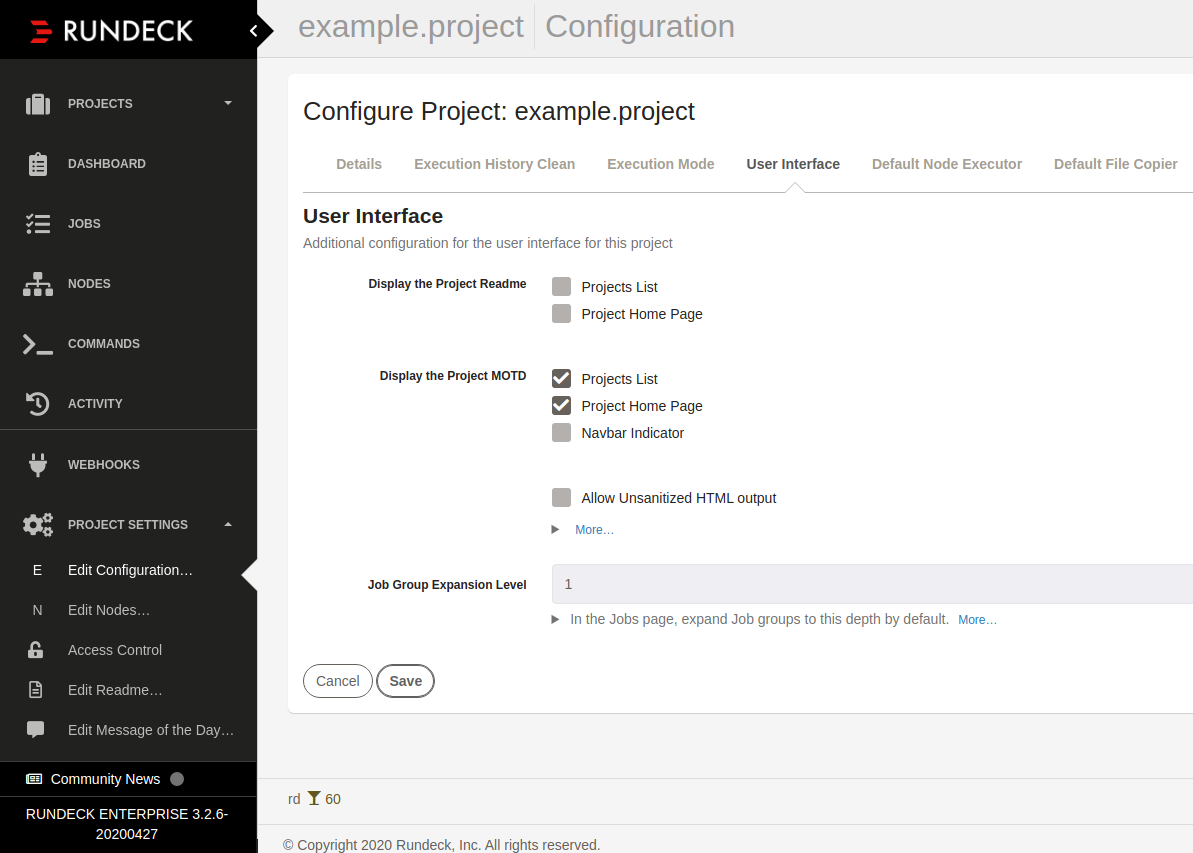 RUNDECK
example.project Configuration
PROJECTS
DASHBOARD
JOBS
NODES
COMMANDS
ACTIVITY
WEBHOOKS
PROJECT SETTINGS
E Edit Configuration…
N Edit Nodes…
Access Control
Edit Readme…
Edit Message of the Day…
Community News
RUNDECK ENTERPRISE 3.2.6-
20200427
Configure Project: example.project
Details Execution History Clean Execution Mode User Interface Default Node Executor Default File Copier
User Interface
Additional configuration for the user interface for this project
Display the Project Readme Projects List
Project Home Page
Display the Project MOTD Projects List
Project Home Page
Navbar Indicator
Allow Unsanitized HTML output
More…
Job Group Expansion Level 1
In the Jobs page, expand Job groups to this depth by default. More…
Cancel Save
rd 60
© Copyright 2020 Rundeck, Inc. All rights reserved.